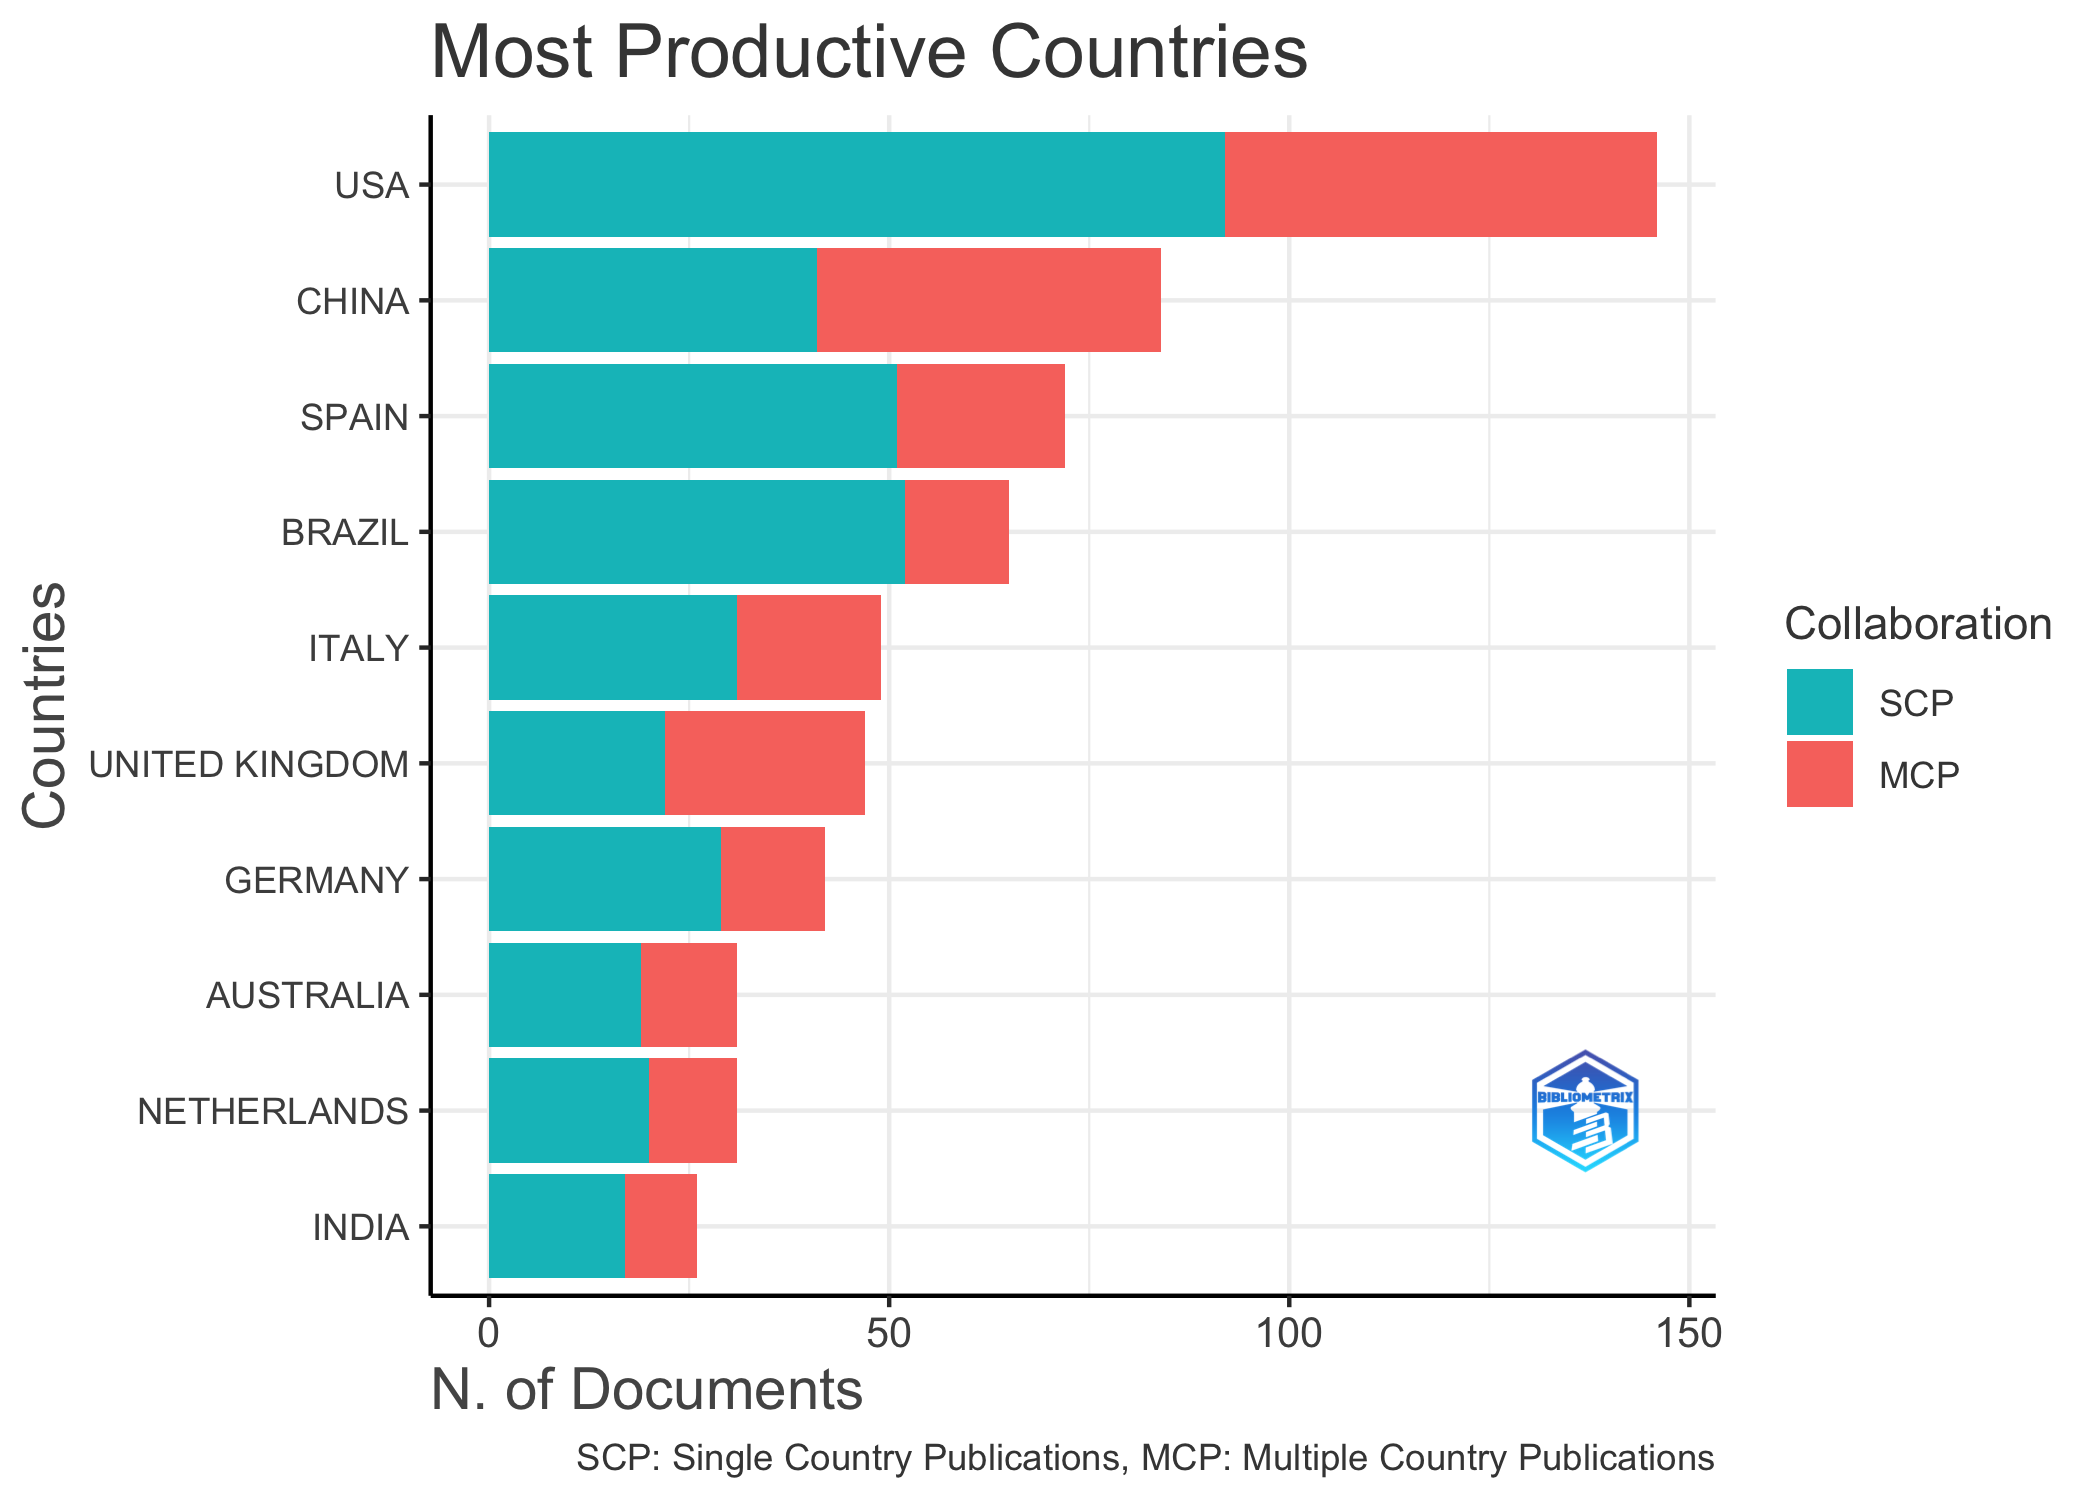 Most Productive Countries
USA
CHINA
SPAIN
BRAZIL
ITALY
UNITED KINGDOM
GERMANY
AUSTRALIA
NETHERLANDS
INDIA
Countries
0 50 100 150
N. of Documents
SCP: Single Country Publications, MCP: Multiple Country Publications
Collaboration
SCP
MCP
BIBLIOMETRIX